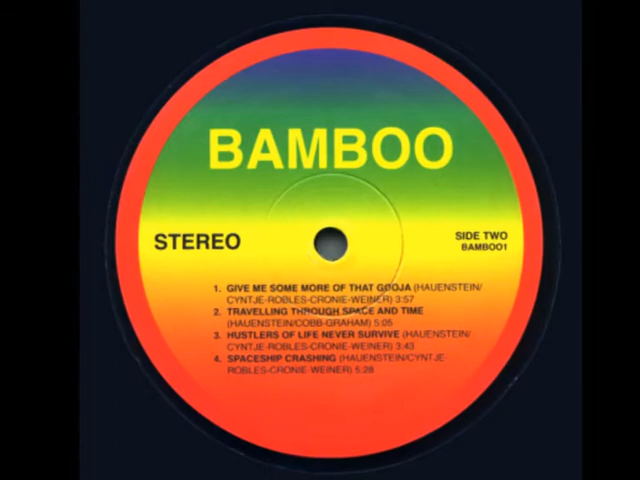 BAMBOO
STEREO
SIDE TWO
BAMBOO1
1. GIVE ME SOME MORE OF THAT GOOJA (HAUENSTEIN/
CYNTJE-ROBLES-CRONIE-WEINER) 3:57
2. TRAVELLING THROUGH SPACE AND TIME
(HAUENSTEIN/COBB-GRAHAM) 5:05
3. HUSTLERS OF LIFE NEVER SURVIVE (HAUENSTEIN/
CYNTJE-ROBLES-CRONIE-WEINER) 3:43
4. SPACESHIP CRASHING (HAUENSTEIN/CYNTJE-
ROBLES-CRONIE-WEINER) 5:28